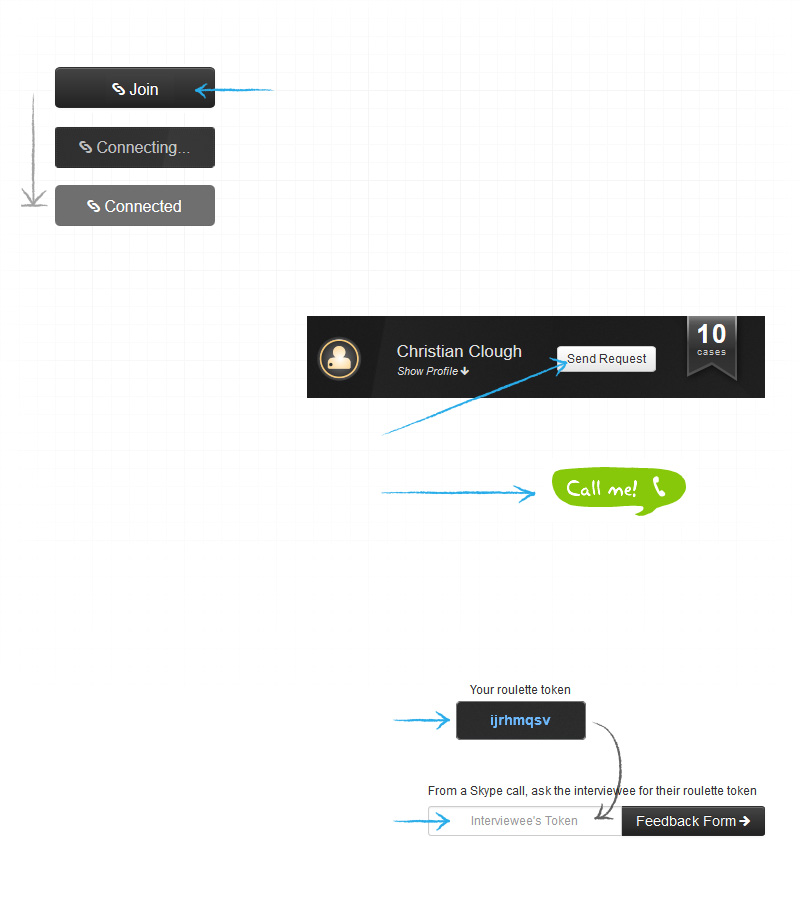 Join
Connecting...
Connected
10
cases
Christian Clough
Send Request
Show Profile
Call me!
Your roulette token
ijrhmqsv
From a Skype call, ask the interviewee for their roulette token
Interviewee's Token
Feedback Form